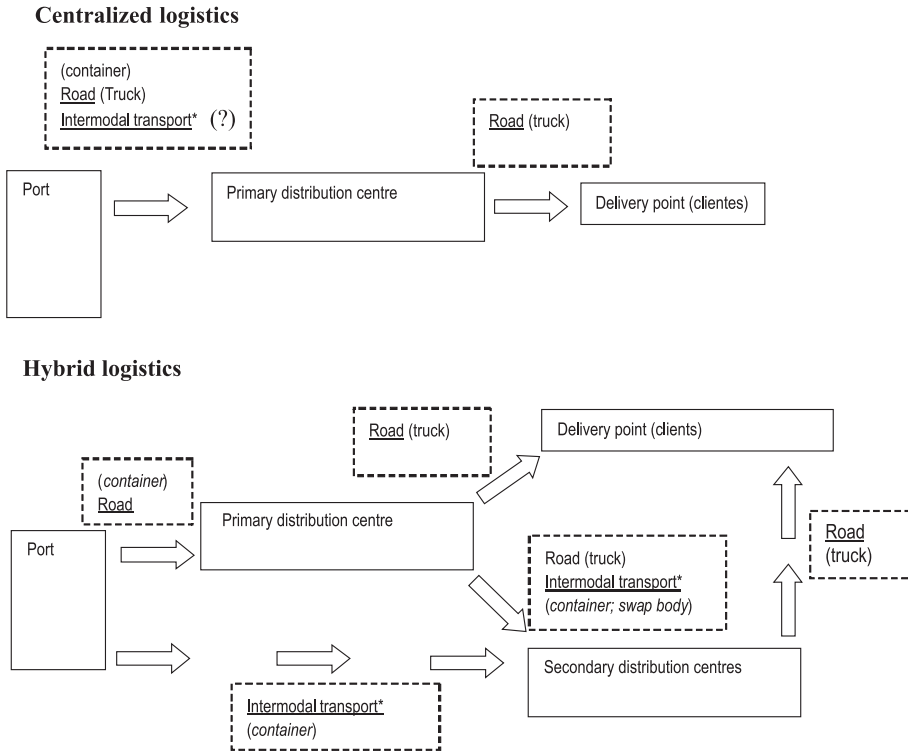 Centralized logistics
(container)
Road (Truck)
Intermodal transport* (?)
Road (truck)
Port
Primary distribution centre
Delivery point (clientes)
Hybrid logistics
Road (truck)
Delivery point (clients)
(container)
Road
Primary distribution centre
Port
Road (truck)
Intermodal transport*
(container; swap body)
Road
(truck)
Secondary distribution centres
Intermodal transport*
(container)